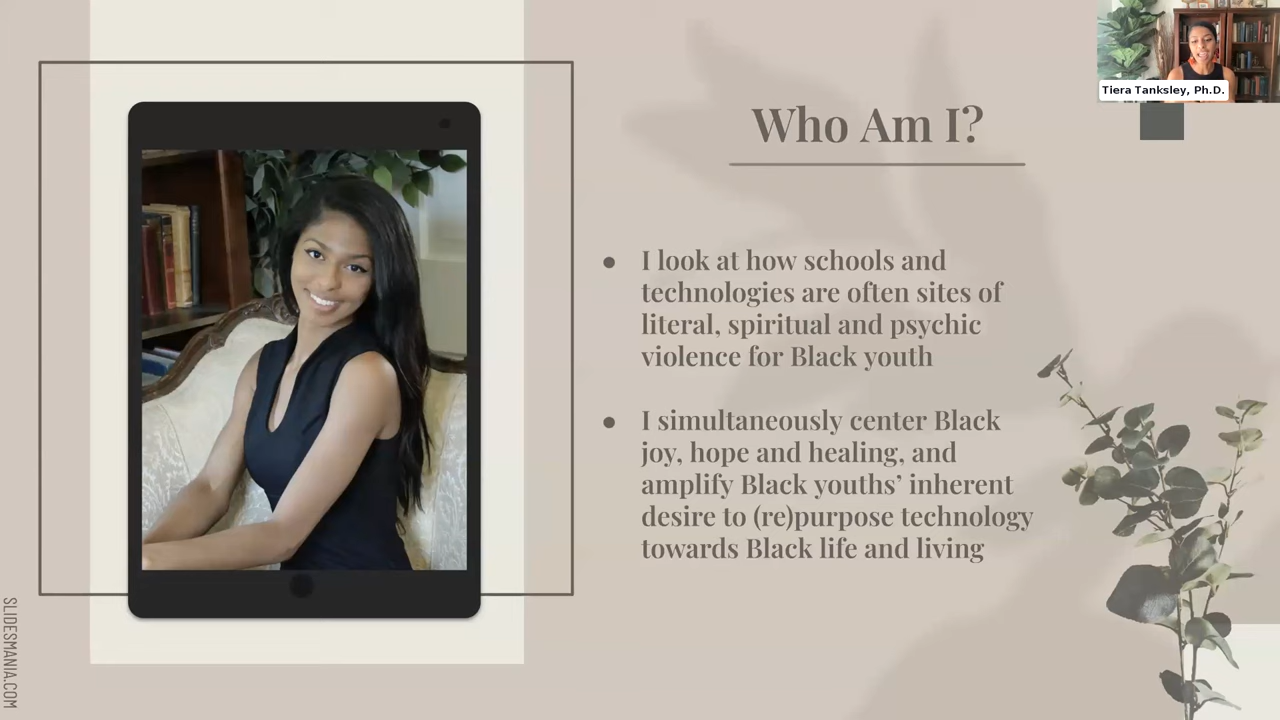 Tiera Tanksley, Ph.D.
Who Am I?
● I look at how schools and
technologies are often sites of
literal, spiritual and psychic
violence for Black youth
● I simultaneously center Black
joy, hope and healing, and
amplify Black youths’ inherent
desire to (re)purpose technology
towards Black life and living
SLIDESMANIA.COM